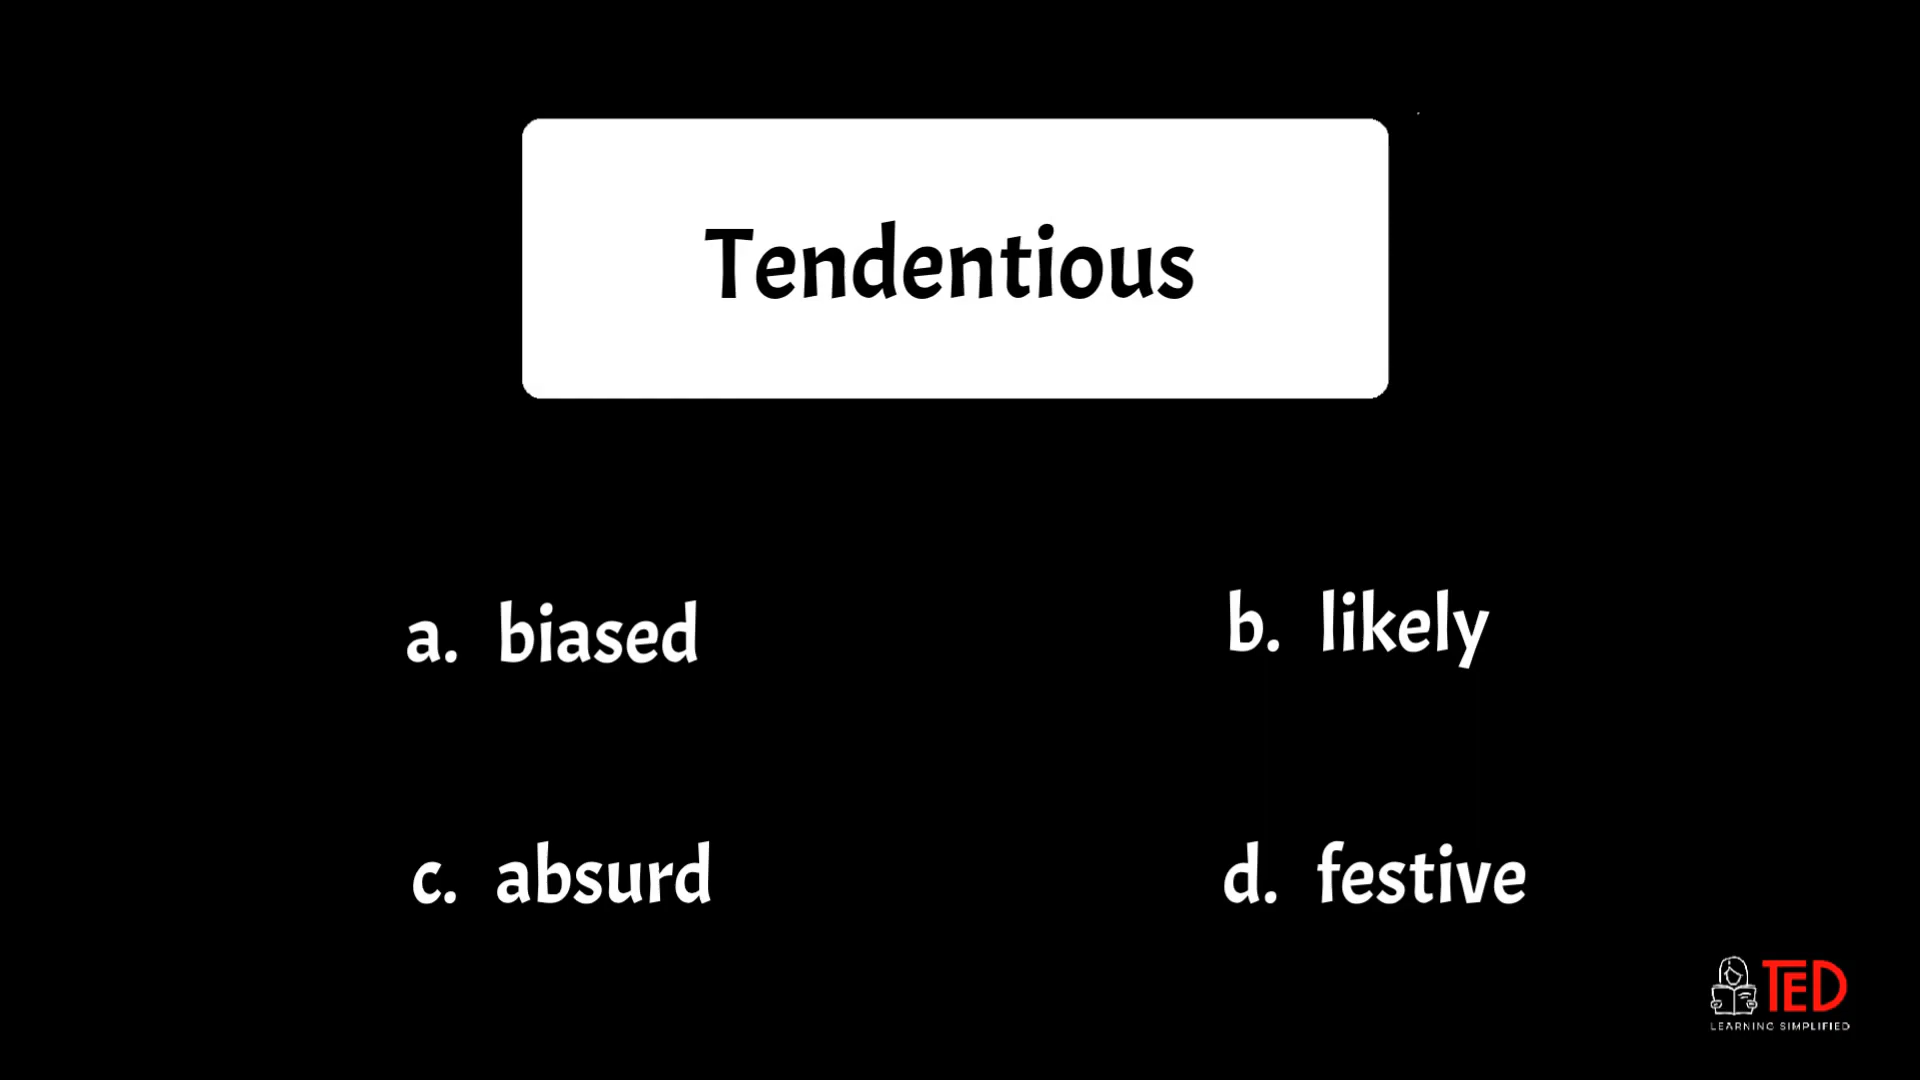 Tendentious
a. biased
b. likely
c. absurd
d. festive
TED
LEARNING SIMPLIFIED